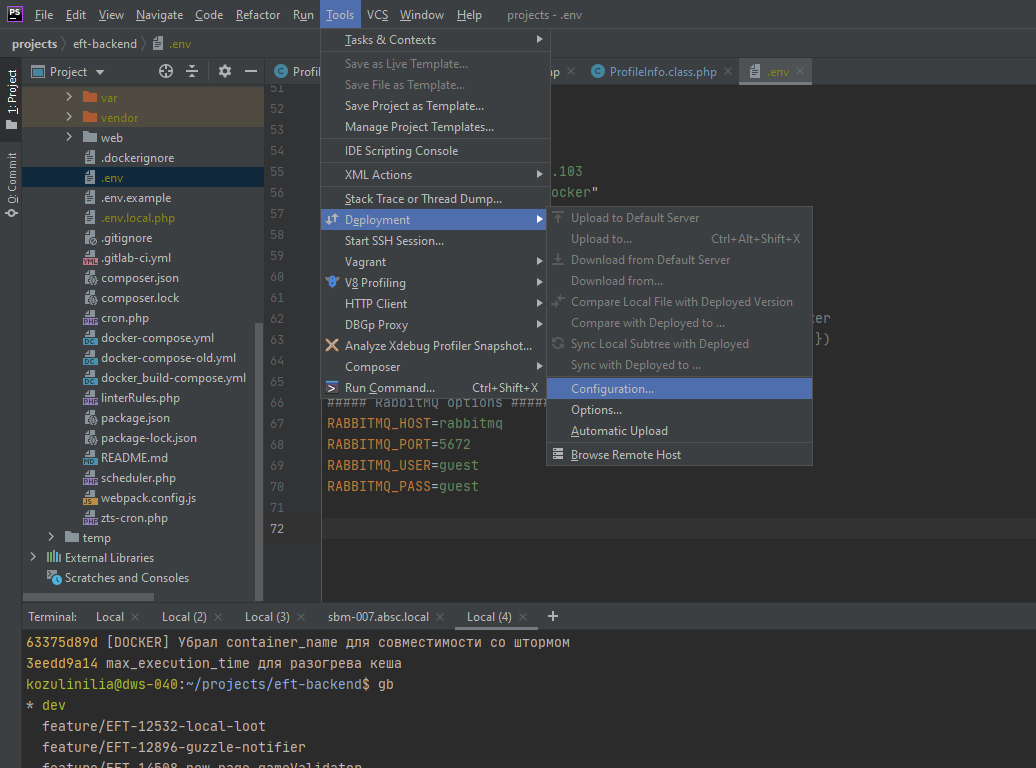 PS File Edit View Navigate Code Refactor Run Tools VCS Window Help projects - .env
projects eft-backend .env
1: Project
0: Commit
Project
Profil
ProfileInfo.class.php
.env
var
vendor
web
.dockerignore
.env
.env.example
.env.local.php
.gitignore
.gitlab-ci.yml
composer.json
composer.lock
cron.php
docker-compose.yml
docker-compose-old.yml
docker_build-compose.yml
linterRules.php
package.json
package-lock.json
README.md
scheduler.php
webpack.config.js
zts-cron.php
temp
External Libraries
Scratches and Consoles
Tasks & Contexts
Save as Live Template...
Save File as Template...
Save Project as Template...
Manage Project Templates...
IDE Scripting Console
XML Actions
Stack Trace or Thread Dump...
Deployment
Start SSH Session...
Vagrant
V8 Profiling
HTTP Client
DBGp Proxy
Analyze Xdebug Profiler Snapshot...
Composer
Run Command... Ctrl+Shift+X
Upload to Default Server
Upload to... Ctrl+Alt+Shift+X
Download from Default Server
Download from...
Compare Local File with Deployed Version
Compare with Deployed to ...
Sync Local Subtree with Deployed
Sync with Deployed to ...
Configuration...
Options...
Automatic Upload
Browse Remote Host
51
52
53
54
55 .103
56 ocker"
57
58
59
60
61
62 ker
63 })
64
65
66 ##### RabbitMQ options #####
67 RABBITMQ_HOST=rabbitmq
68 RABBITMQ_PORT=5672
69 RABBITMQ_USER=guest
70 RABBITMQ_PASS=guest
71
72
Terminal: Local Local (2) Local (3) sbm-007.absc.local Local (4)
63375d89d [DOCKER] Убрал container_name для совместимости со штормом
3eedd9a14 max_execution_time для разогрева кеша
kozulinilia@dws-040:~/projects/eft-backend$ gb
* dev
feature/EFT-12532-local-loot
feature/EFT-12896-guzzle-notifier
feature/EFT-14508-new-page-gameValidator